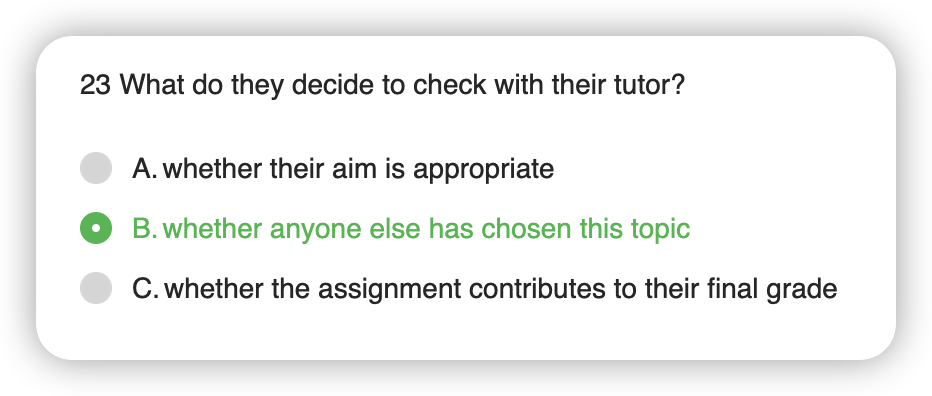 23 What do they decide to check with their tutor?
A. whether their aim is appropriate
B. whether anyone else has chosen this topic
C. whether the assignment contributes to their final grade